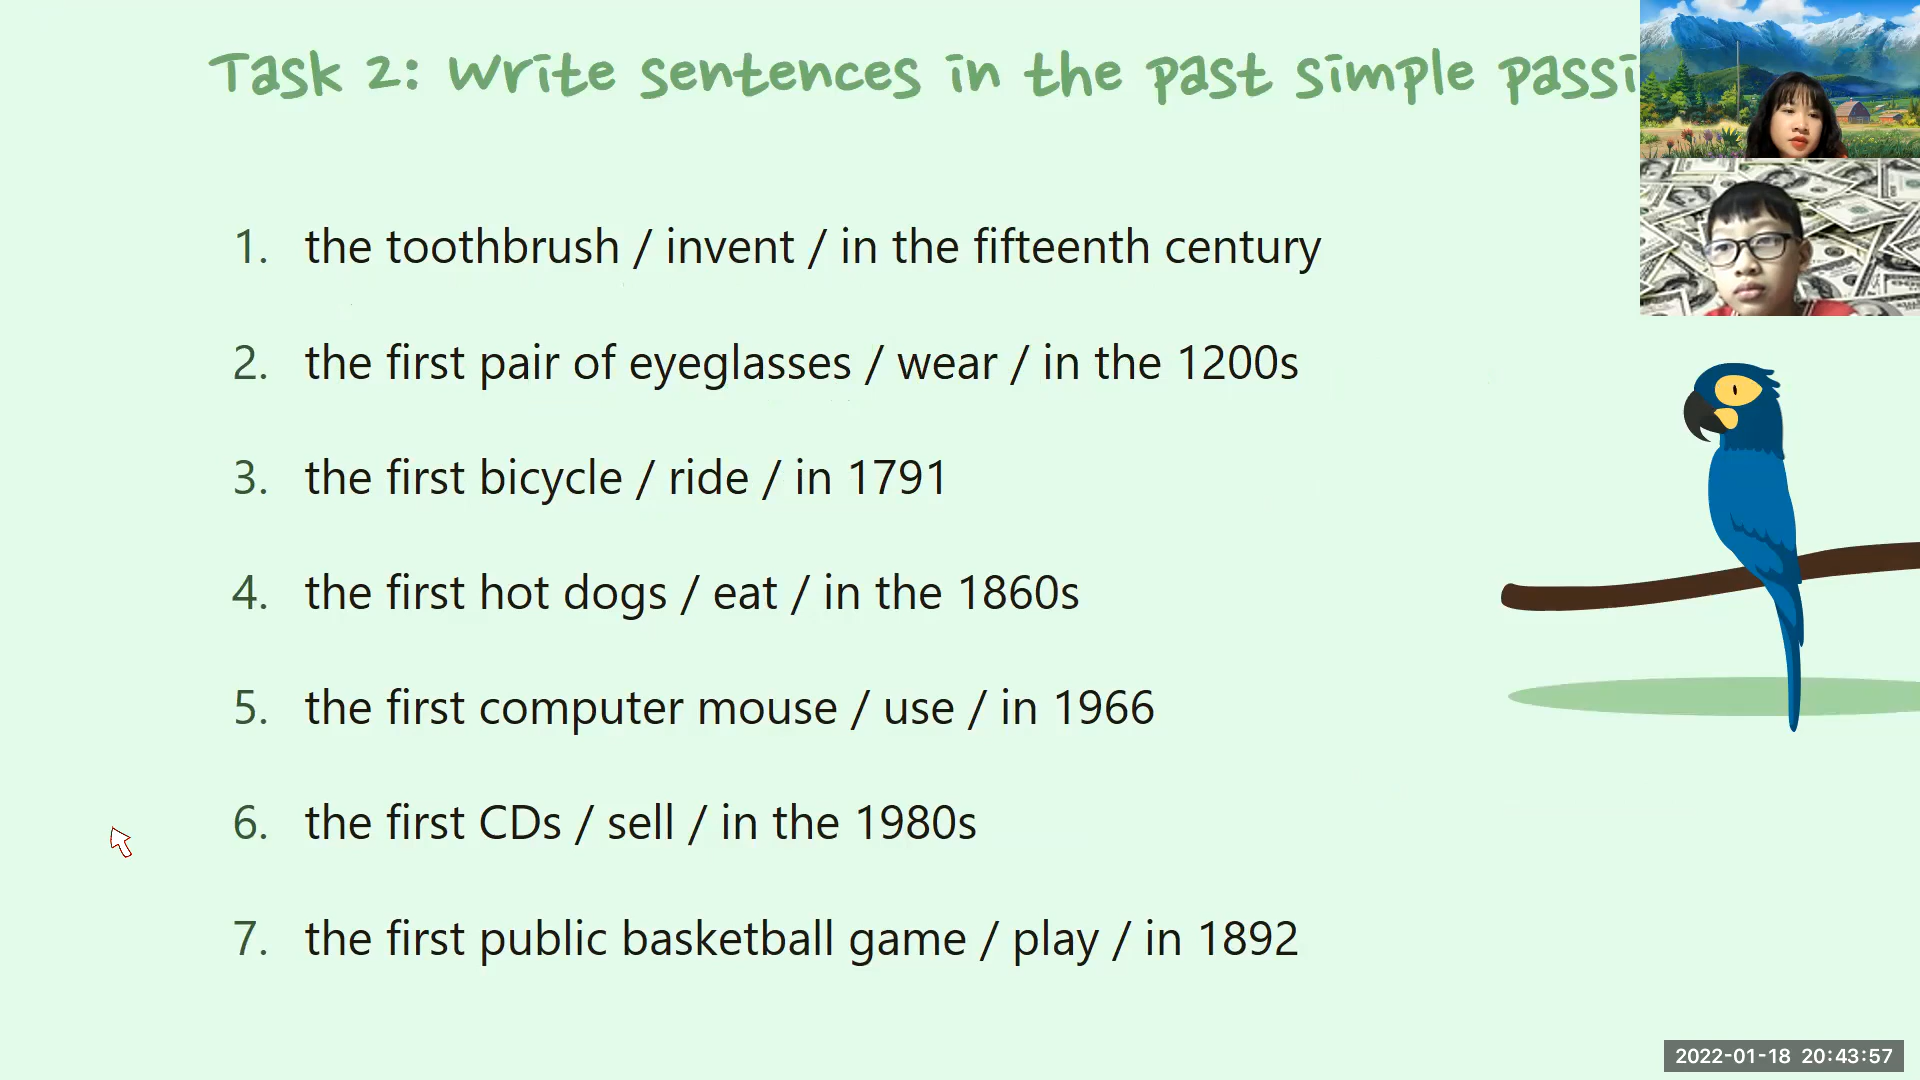 Task 2: Write sentences in the past simple passi
1. the toothbrush / invent / in the fifteenth century
2. the first pair of eyeglasses / wear / in the 1200s
3. the first bicycle / ride / in 1791
4. the first hot dogs / eat / in the 1860s
5. the first computer mouse / use / in 1966
6. the first CDs / sell / in the 1980s
7. the first public basketball game / play / in 1892
2022-01-18 20:43:57